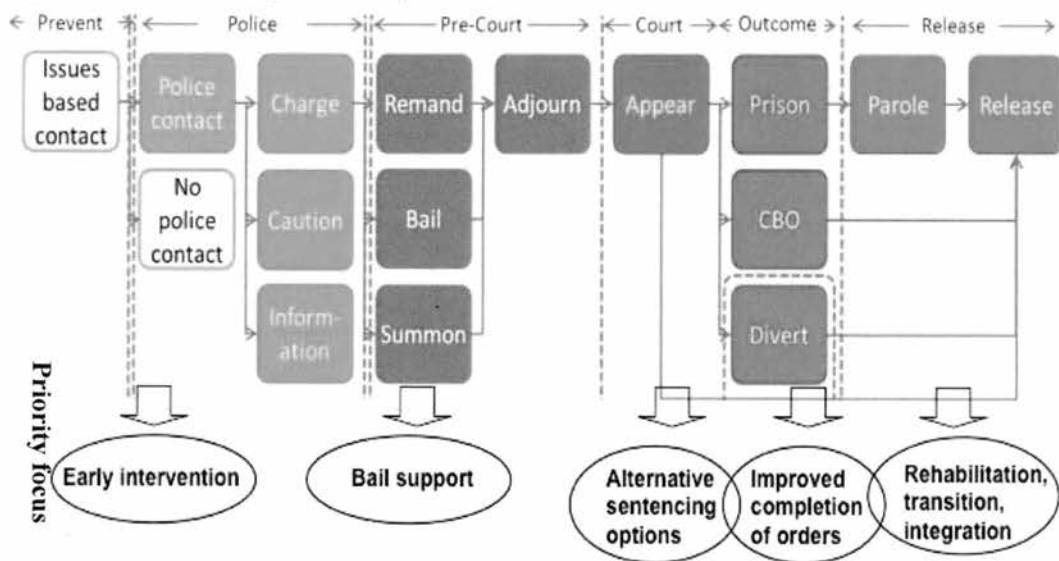 Prevent Police Pre-Court Court Outcome Release
Issues
based
contact
Police
contact
Charge
Remand
Adjourn
Appear
Prison
Parole
Release
No
police
contact
Caution
Bail
CBO
Inform-
ation
Summon
Divert
Priority focus
Early intervention
Bail support
Alternative
sentencing
options
Improved
completion
of orders
Rehabilitation,
transition,
integration